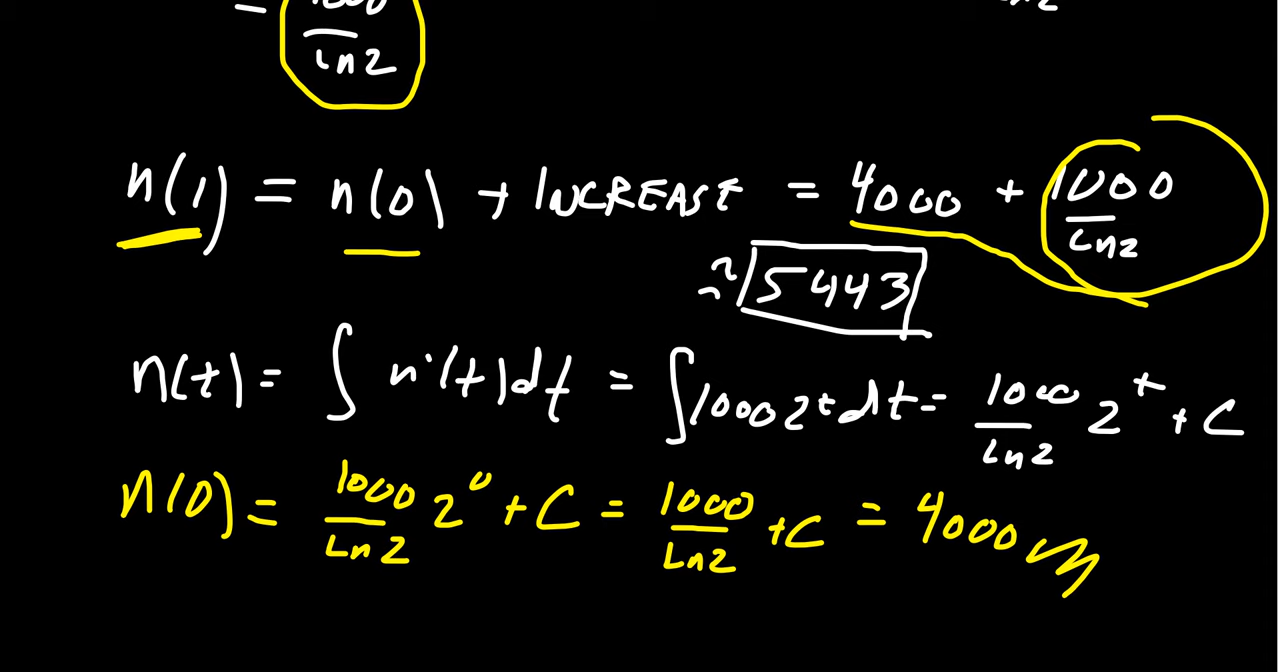 = 1000/ln2
n(1) = n(0) + INCREASE = 4000 + 1000/ln2
≈ 5443
n(t) = ∫ n'(t)dt = ∫1000 2^t dt = 1000/ln2 2^t + C
n(0) = 1000/ln2 2^0 + C = 1000/ln2 + C = 4000